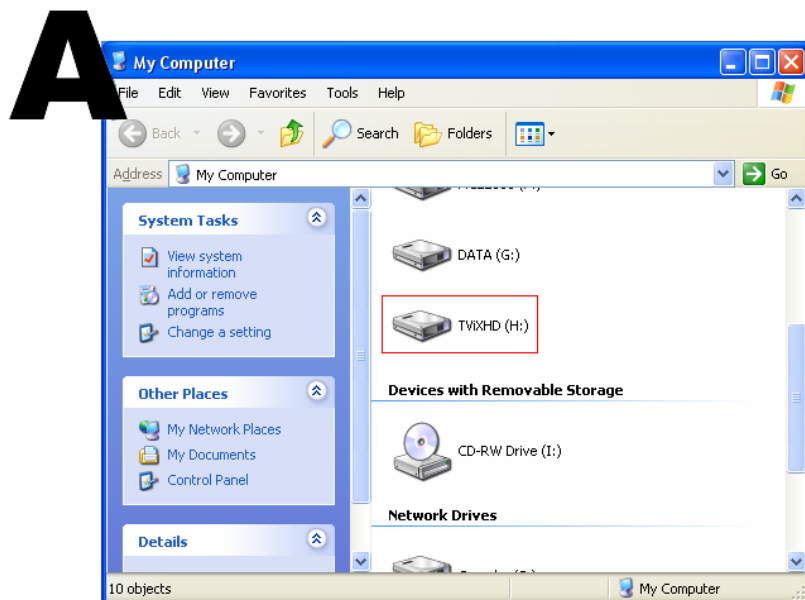 A
My Computer
File Edit View Favorites Tools Help
Back Search Folders
Address My Computer Go
System Tasks
View system
information
Add or remove
programs
Change a setting
Other Places
My Network Places
My Documents
Control Panel
Details
DATA (G:)
TViXHD (H:)
Devices with Removable Storage
CD-RW Drive (I:)
Network Drives
10 objects My Computer